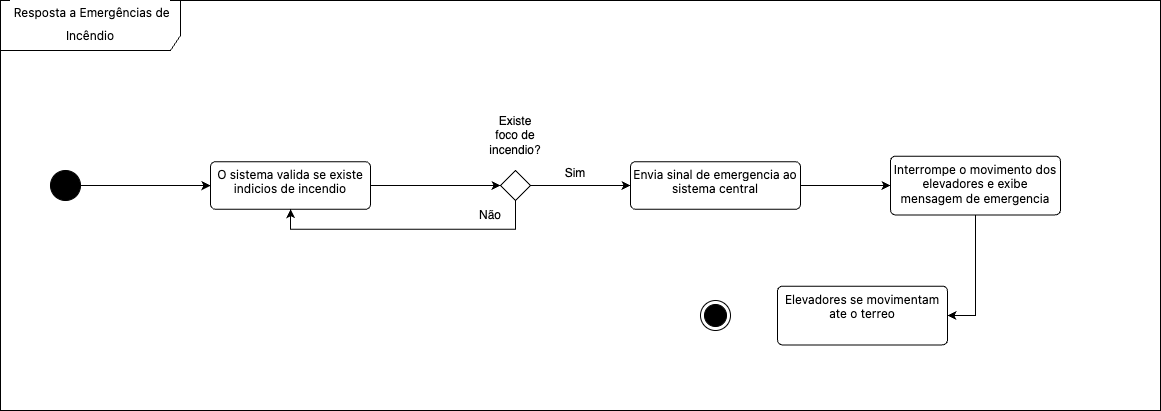 Resposta a Emergências de
Incêndio
Existe
foco de
incendio?
O sistema valida se existe
indicios de incendio
Sim
Não
Envia sinal de emergencia ao
sistema central
Interrompe o movimento dos
elevadores e exibe
mensagem de emergencia
Elevadores se movimentam
ate o terreo